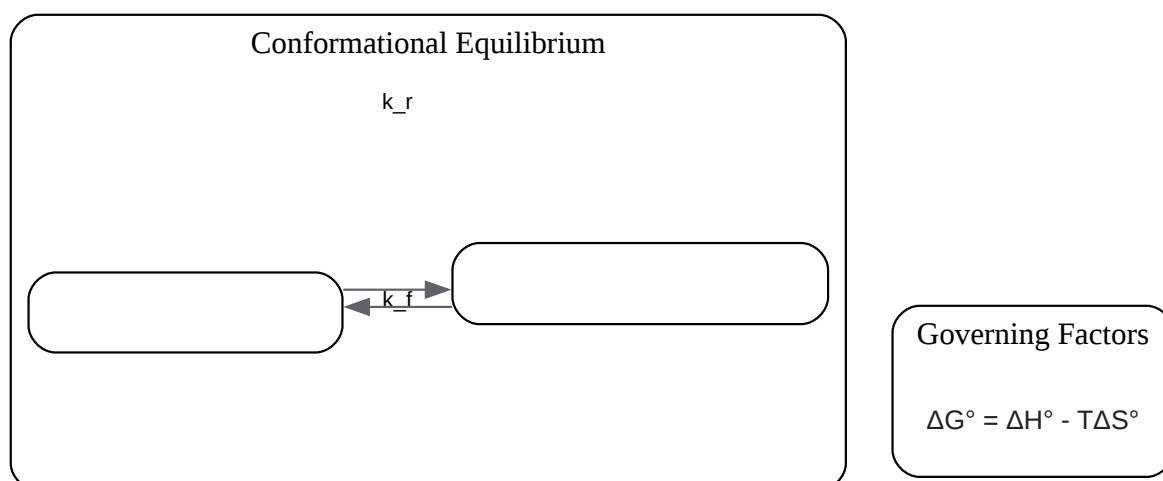 Conformational Equilibrium
k_r
k_f
Governing Factors
ΔG° = ΔH° - TΔS°